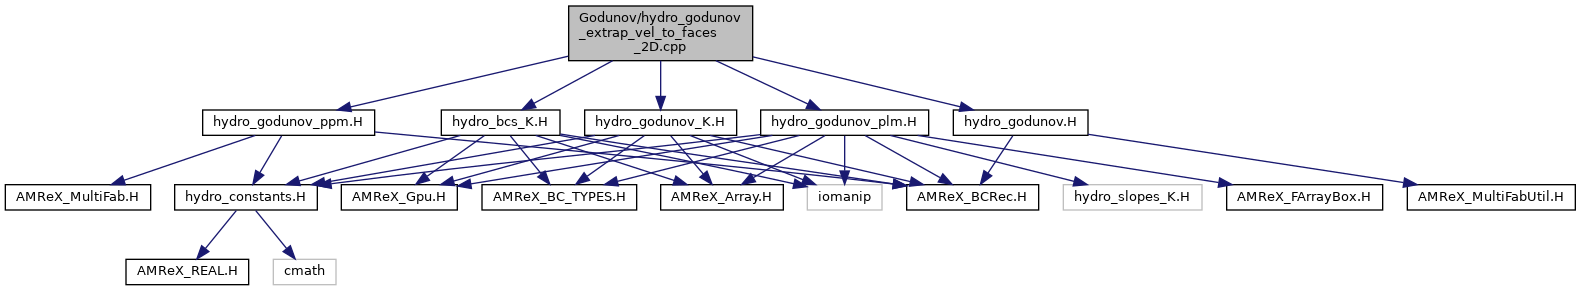 Godunov/hydro_godunov
_extrap_vel_to_faces
_2D.cpp
hydro_godunov_ppm.H
hydro_bcs_K.H
hydro_godunov_K.H
hydro_godunov_plm.H
hydro_godunov.H
AMReX_MultiFab.H
hydro_constants.H
AMReX_Gpu.H
AMReX_BC_TYPES.H
AMReX_Array.H
iomanip
AMReX_BCRec.H
hydro_slopes_K.H
AMReX_FArrayBox.H
AMReX_MultiFabUtil.H
AMReX_REAL.H
cmath